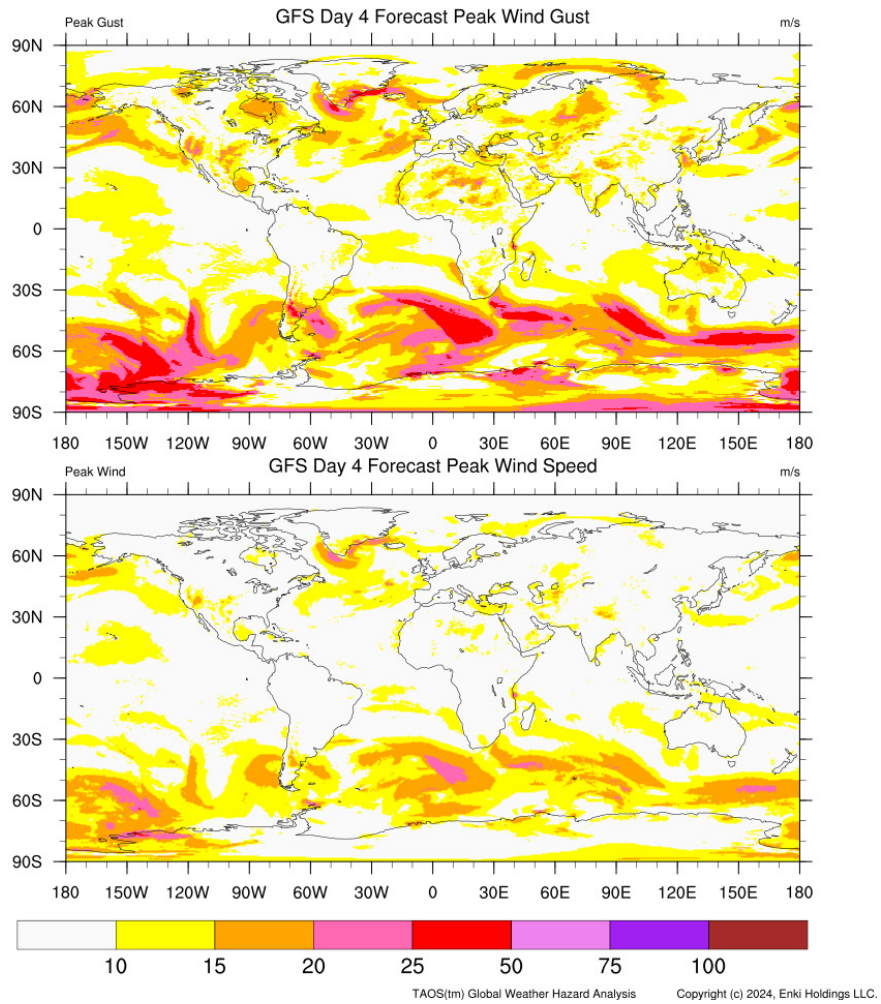 GFS Day 4 Forecast Peak Wind Gust
Peak Gust
m/s
90N
60N
30N
0
30S
60S
90S
180 150W 120W 90W 60W 30W 0 30E 60E 90E 120E 150E 180
GFS Day 4 Forecast Peak Wind Speed
Peak Wind
m/s
90N
60N
30N
0
30S
60S
90S
180 150W 120W 90W 60W 30W 0 30E 60E 90E 120E 150E 180
10 15 20 25 50 75 100
TAOS(tm) Global Weather Hazard Analysis Copyright (c) 2024, Enki Holdings LLC.